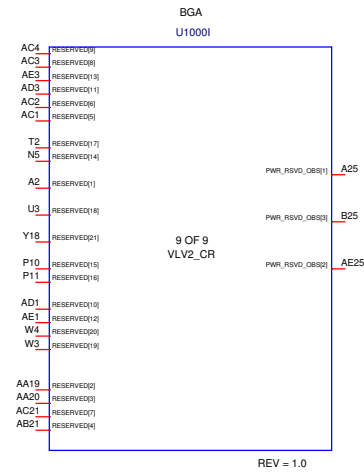 BGA
U1000I
AC4 RESERVED[9]
AC3 RESERVED[8]
AE3 RESERVED[13]
AD3 RESERVED[11]
AC2 RESERVED[6]
AC1 RESERVED[5]
T2 RESERVED[17]
N5 RESERVED[14]
PWR_RSVD_OBS[1] A25
A2 RESERVED[1]
U3 RESERVED[18]
PWR_RSVD_OBS[3] B25
Y18 RESERVED[21]
9 OF 9
VLV2_CR
P10 RESERVED[15]
PWR_RSVD_OBS[2] AE25
P11 RESERVED[16]
AD1 RESERVED[10]
AE1 RESERVED[12]
W4 RESERVED[20]
W3 RESERVED[19]
AA19 RESERVED[2]
AA20 RESERVED[3]
AC21 RESERVED[7]
AB21 RESERVED[4]
REV = 1.0